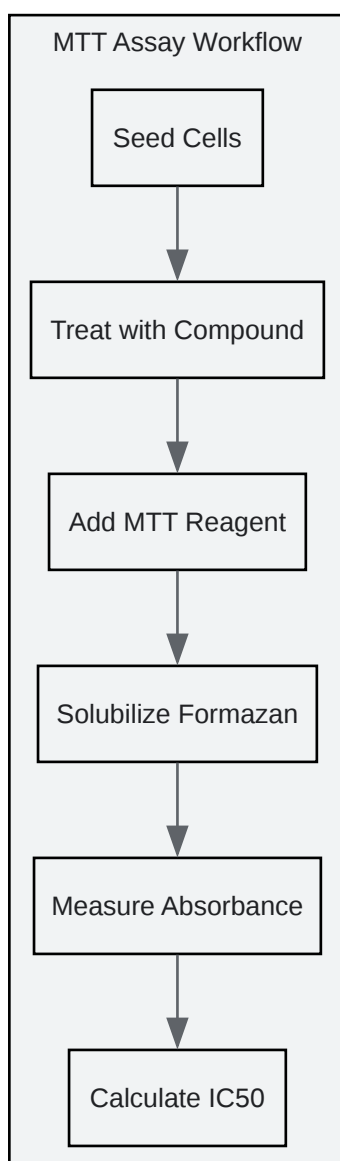 MTT Assay Workflow
Seed Cells
Treat with Compound
Add MTT Reagent
Solubilize Formazan
Measure Absorbance
Calculate IC50